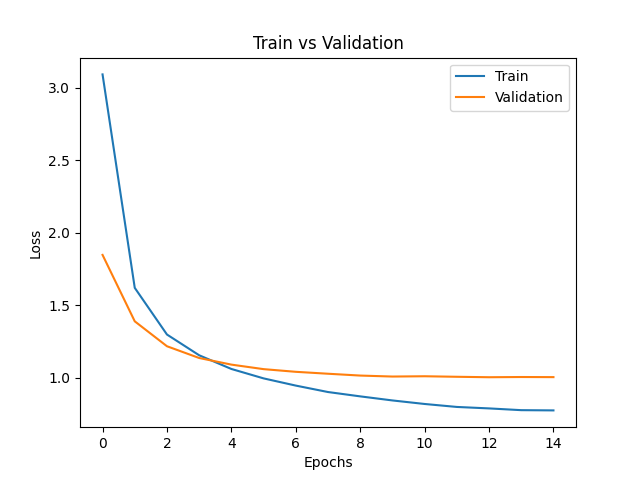 Train vs Validation
Train
Validation
3.0
2.5
2.0
1.5
1.0
Loss
0 2 4 6 8 10 12 14
Epochs